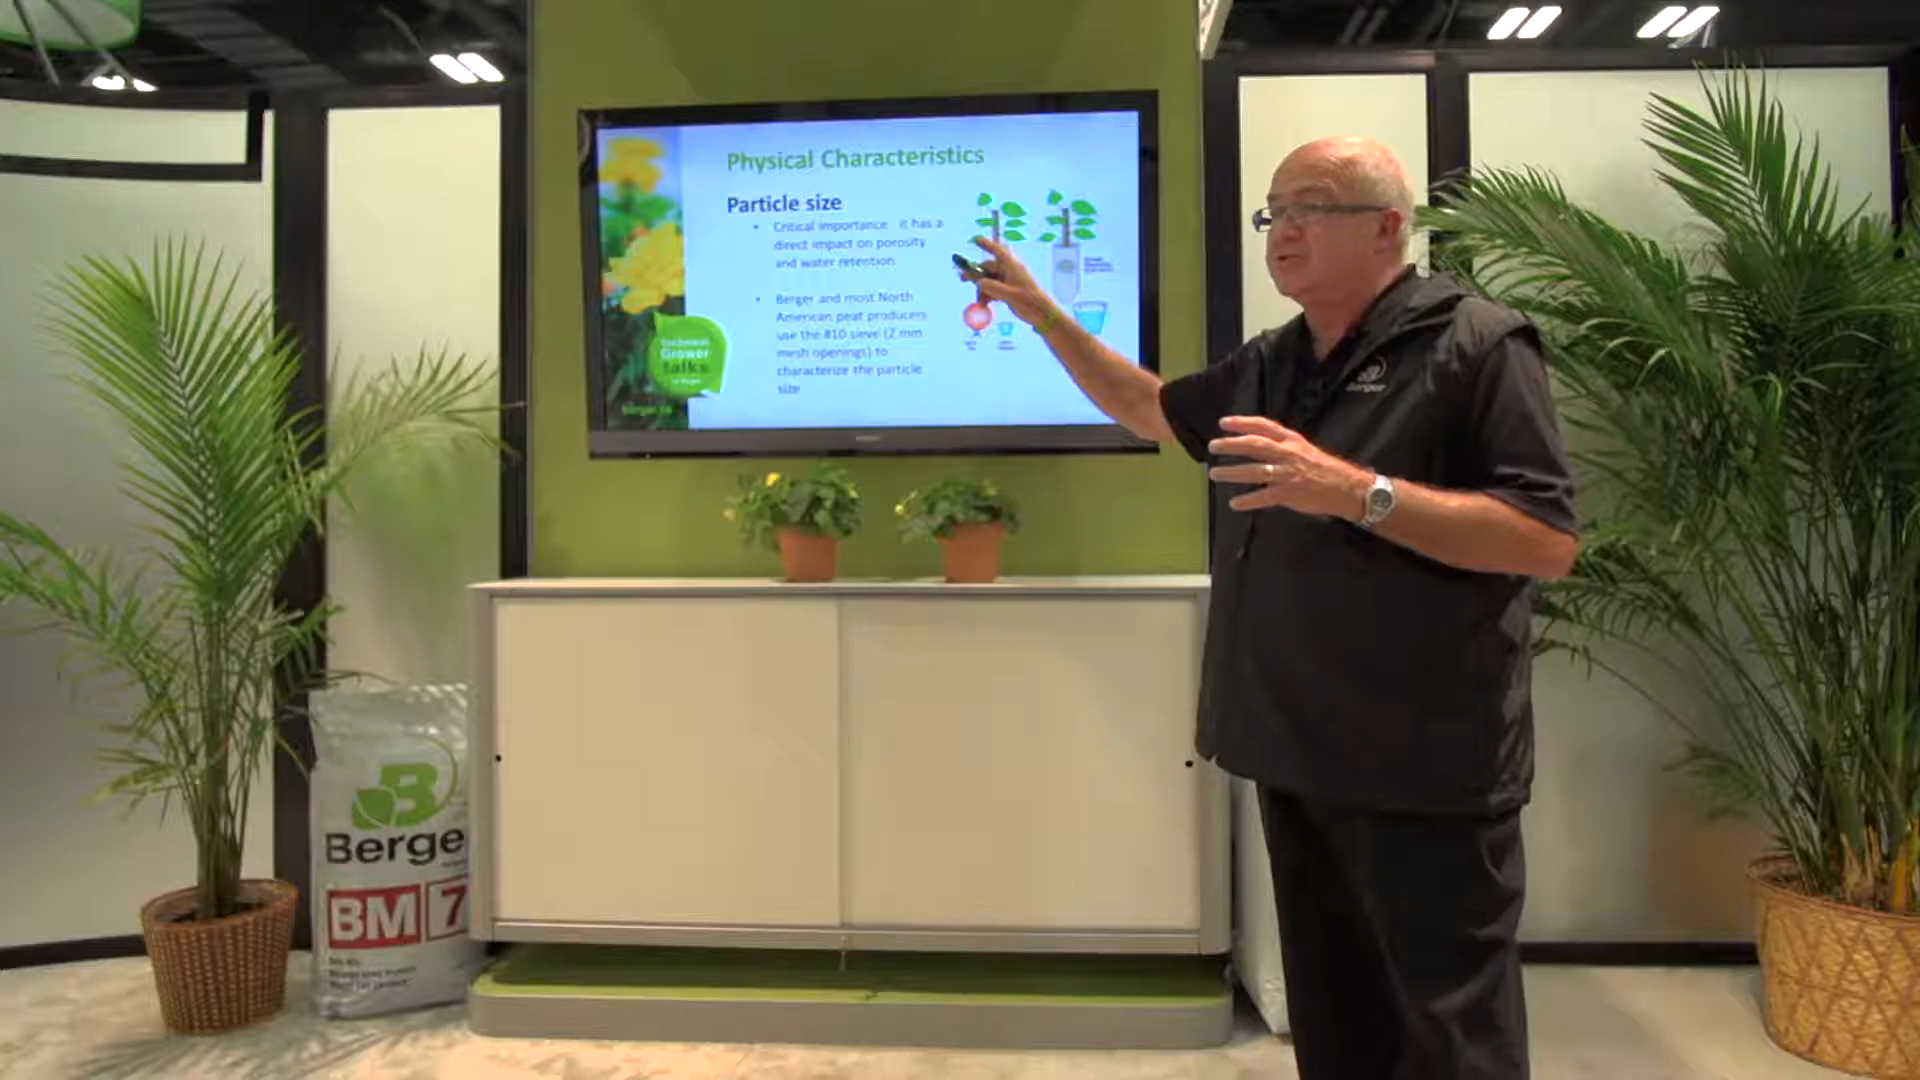 Physical Characteristics
Particle size
• Critical importance it has a
direct impact on porosity
and water retention
• Berger and most North
American peat producers
use the #10 sieve (2 mm
mesh openings) to
characterize the particle
size
Technical
Grower
talks
Berger
Berge
BM 7